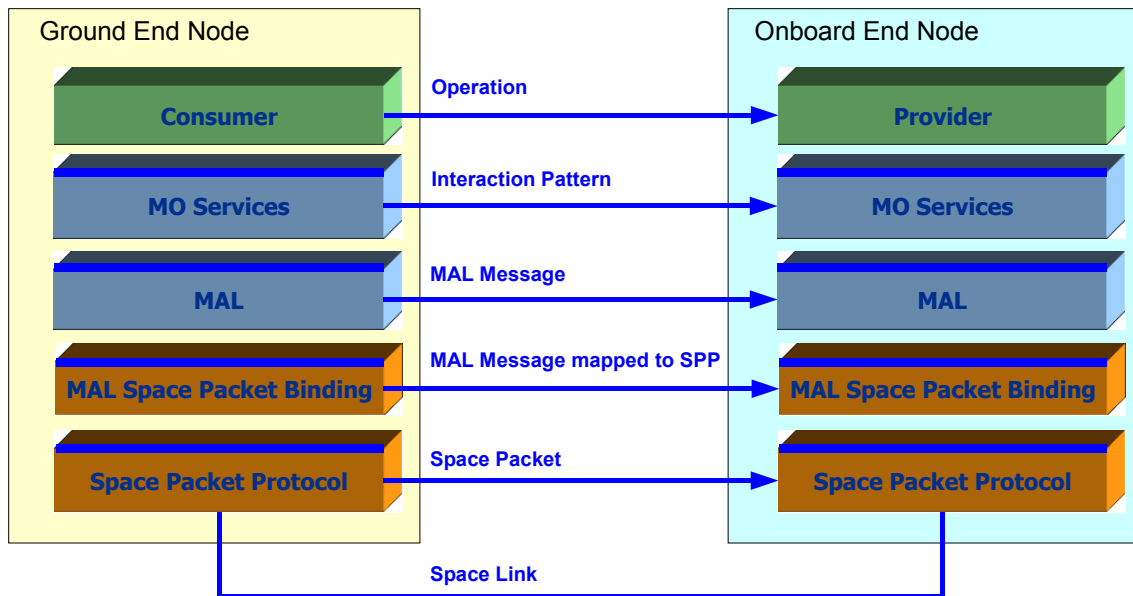 Ground End Node
Onboard End Node
Operation
Consumer
Provider
Interaction Pattern
MO Services
MO Services
MAL Message
MAL
MAL
MAL Message mapped to SPP
MAL Space Packet Binding
MAL Space Packet Binding
Space Packet
Space Packet Protocol
Space Packet Protocol
Space Link